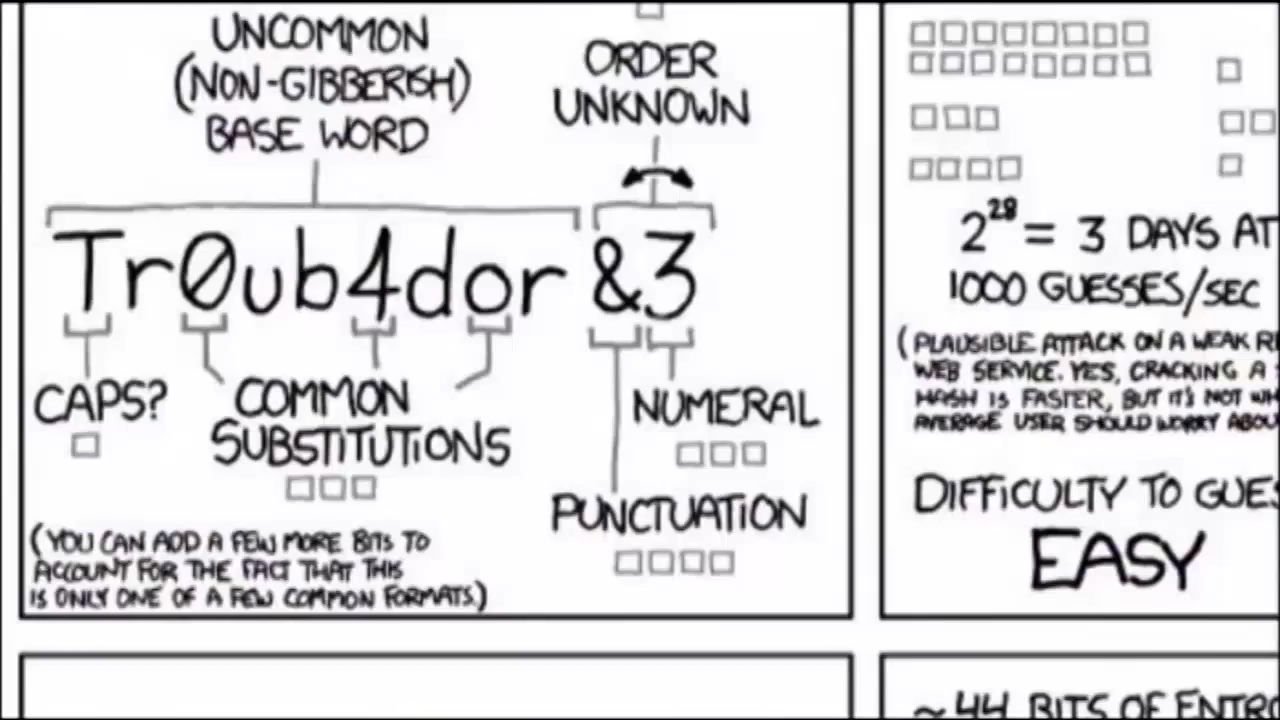 UNCOMMON
(NON-GIBBERISH)
BASE WORD
ORDER
UNKNOWN
Tr0ub4dor &3
CAPS?
COMMON
SUBSTITUTIONS
NUMERAL
PUNCTUATION
(YOU CAN ADD A FEW MORE BITS TO
ACCOUNT FOR THE FACT THAT THIS
IS ONLY ONE OF A FEW COMMON FORMATS.)
2^28 = 3 DAYS AT
1000 GUESSES/SEC
(PLAUSIBLE ATTACK ON A WEAK RE
WEB SERVICE. YES, CRACKING A
HASH IS FASTER, BUT IT'S NOT WH
AVERAGE USER SHOULD WORRY ABOU
DIFFICULTY TO GUES
EASY
~44 BITS OF ENTRO